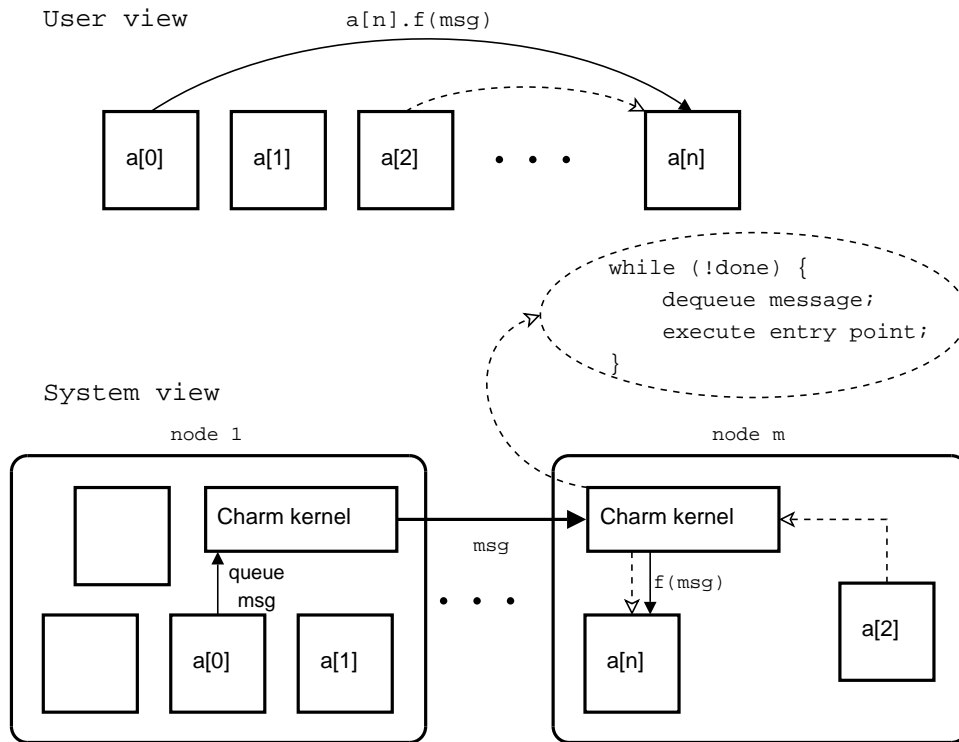 User view
a[n].f(msg)
a[0]
a[1]
a[2]
. . .
a[n]
while (!done) {
dequeue message;
execute entry point;
}
System view
node 1
node m
Charm kernel
Charm kernel
msg
queue
msg
f(msg)
. . .
a[0]
a[1]
a[n]
a[2]